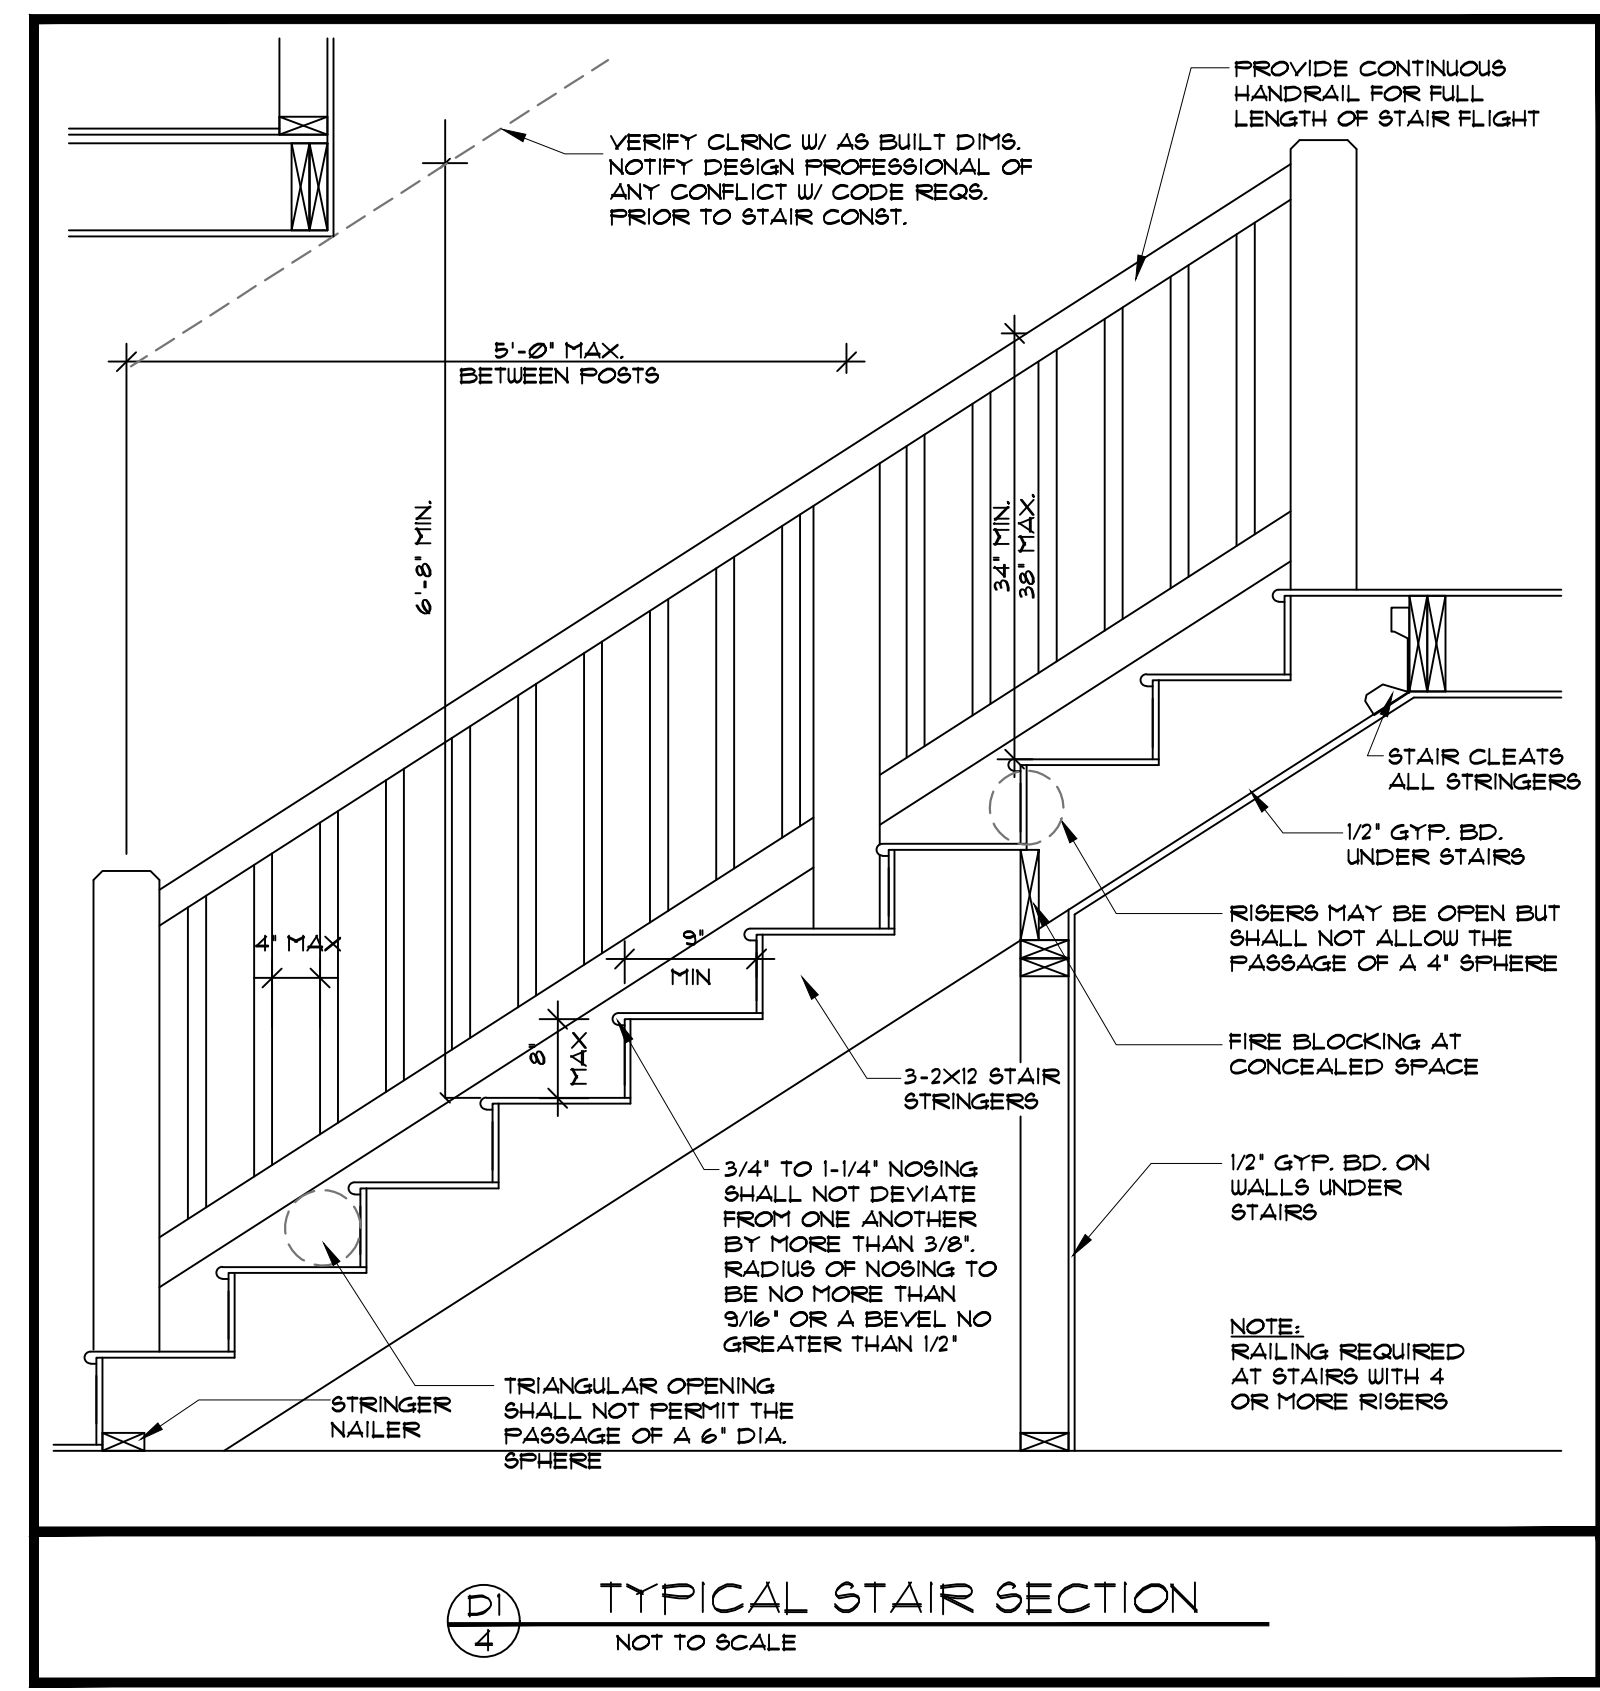 PROVIDE CONTINUOUS
HANDRAIL FOR FULL
LENGTH OF STAIR FLIGHT
VERIFY CLRNC W/ AS BUILT DIMS.
NOTIFY DESIGN PROFESSIONAL OF
ANY CONFLICT W/ CODE REQS.
PRIOR TO STAIR CONST.
5'-0" MAX.
BETWEEN POSTS
6'-8" MIN.
34" MIN.
38" MAX.
STAIR CLEATS
ALL STRINGERS
1/2" GYP. BD.
UNDER STAIRS
RISERS MAY BE OPEN BUT
SHALL NOT ALLOW THE
PASSAGE OF A 4" SPHERE
4" MAX
9"
MIN
8"
MAX
FIRE BLOCKING AT
CONCEALED SPACE
3-2X12 STAIR
STRINGERS
3/4" TO 1-1/4" NOSING
SHALL NOT DEVIATE
FROM ONE ANOTHER
BY MORE THAN 3/8".
RADIUS OF NOSING TO
BE NO MORE THAN
9/16" OR A BEVEL NO
GREATER THAN 1/2"
1/2" GYP. BD. ON
WALLS UNDER
STAIRS
NOTE:
RAILING REQUIRED
AT STAIRS WITH 4
OR MORE RISERS
STRINGER
NAILER
TRIANGULAR OPENING
SHALL NOT PERMIT THE
PASSAGE OF A 6" DIA.
SPHERE
D1
4
TYPICAL STAIR SECTION
NOT TO SCALE